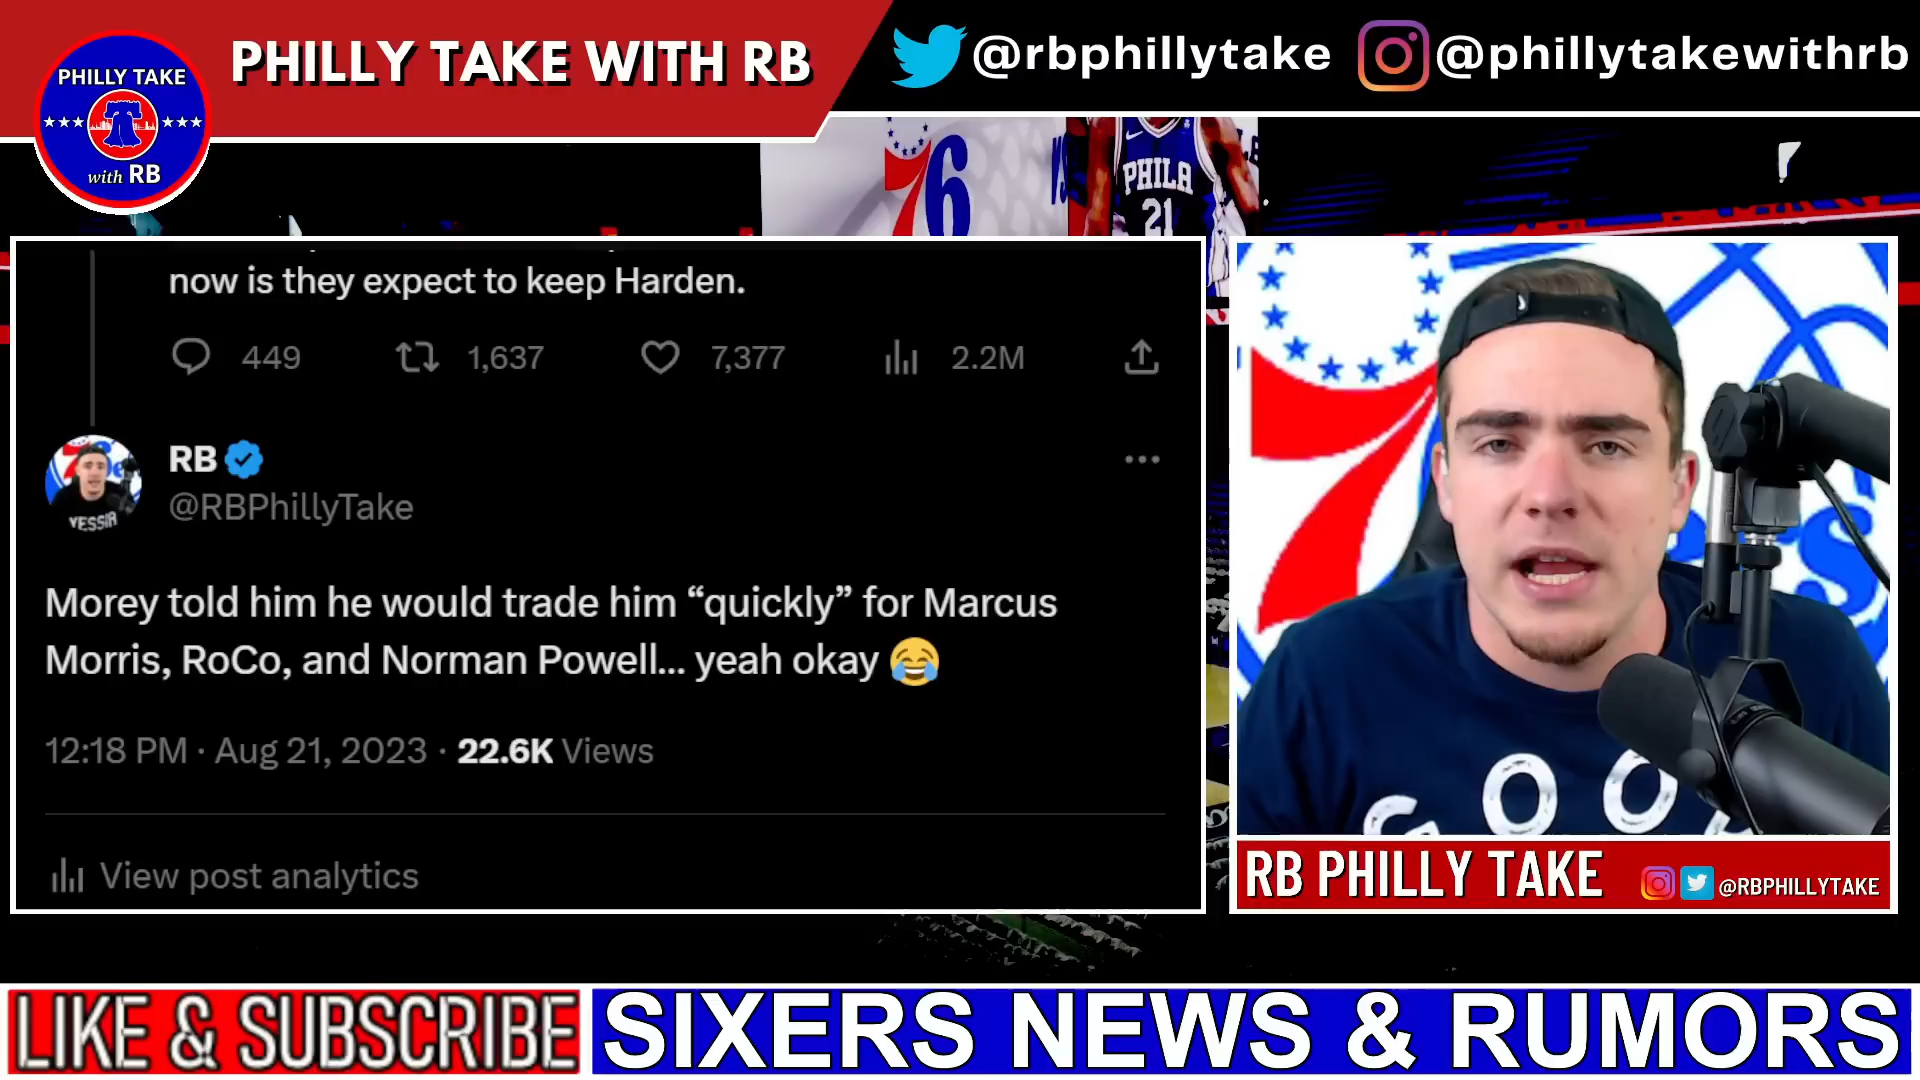 PHILLY TAKE WITH RB
@rbphillytake
@phillytakewithrb
PHILLY TAKE
with RB
76
PHILA
21
now is they expect to keep Harden.
449 1,637 7,377 2.2M
RB
@RBPhillyTake
YESSIR
Morey told him he would trade him “quickly” for Marcus
Morris, RoCo, and Norman Powell... yeah okay 😂
12:18 PM · Aug 21, 2023 · 22.6K Views
View post analytics
GOO
RB PHILLY TAKE
@RBPHILLYTAKE
LIKE & SUBSCRIBE
SIXERS NEWS & RUMORS